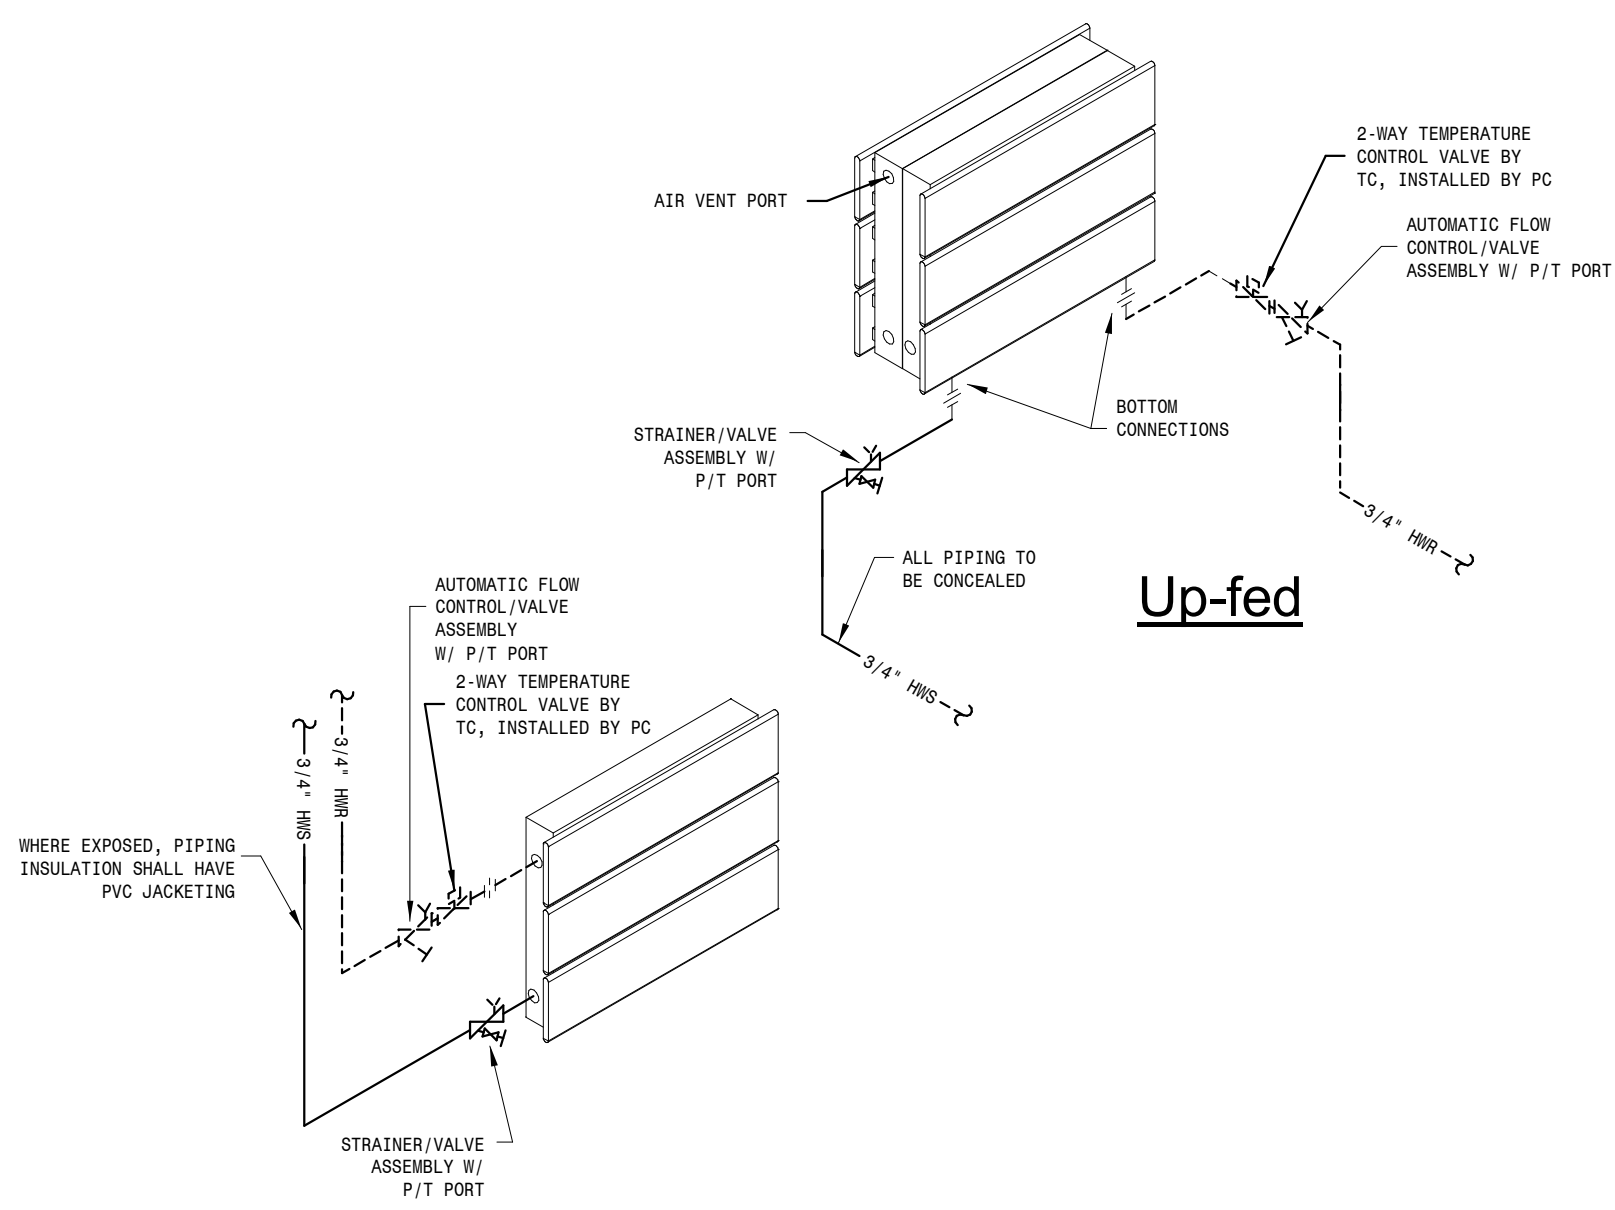 2-WAY TEMPERATURE
CONTROL VALVE BY
TC, INSTALLED BY PC
AIR VENT PORT
AUTOMATIC FLOW
CONTROL/VALVE
ASSEMBLY W/ P/T PORT
BOTTOM
CONNECTIONS
STRAINER/VALVE
ASSEMBLY W/
P/T PORT
3/4" HWR
ALL PIPING TO
BE CONCEALED
Up-fed
3/4" HWS
AUTOMATIC FLOW
CONTROL/VALVE
ASSEMBLY
W/ P/T PORT
2-WAY TEMPERATURE
CONTROL VALVE BY
TC, INSTALLED BY PC
3/4" HWS
3/4" HWR
WHERE EXPOSED, PIPING
INSULATION SHALL HAVE
PVC JACKETING
STRAINER/VALVE
ASSEMBLY W/
P/T PORT